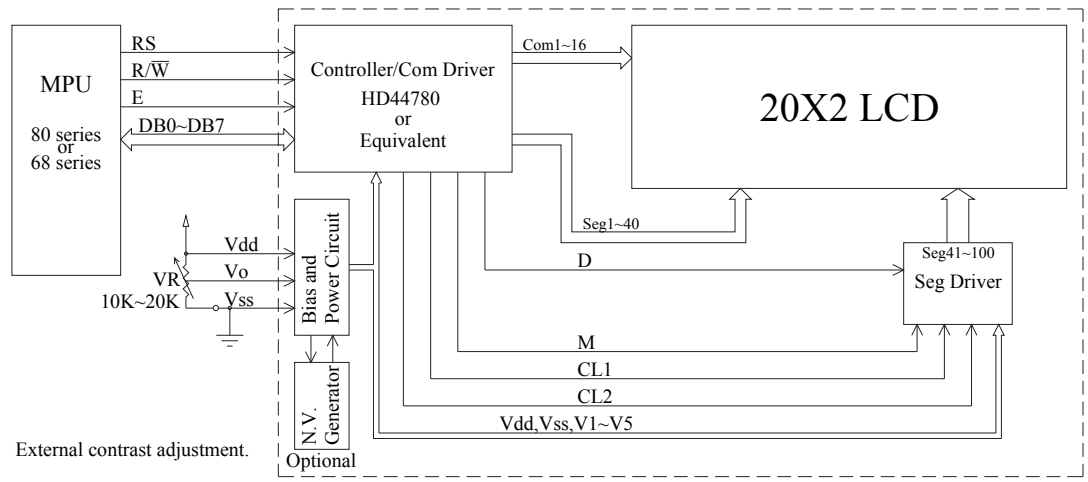 MPU
80 series
or
68 series
RS
R/W̅
E
DB0~DB7
Controller/Com Driver
HD44780
or
Equivalent
Com1~16
20X2 LCD
Seg1~40
Seg41~100
Seg Driver
D
M
CL1
CL2
Vdd,Vss,V1~V5
Vdd
Vo
Vss
VR
10K~20K
Bias and
Power Circuit
N.V.
Generator
Optional
External contrast adjustment.